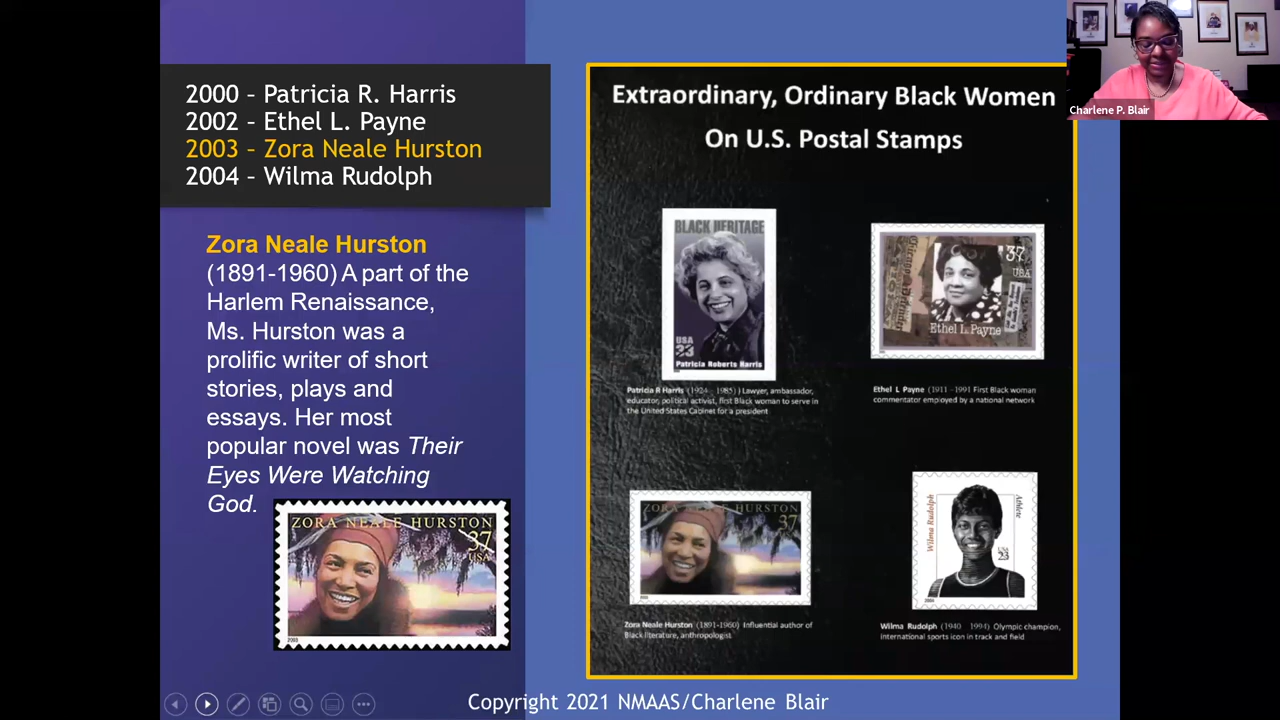 2000 – Patricia R. Harris
2002 – Ethel L. Payne
2003 – Zora Neale Hurston
2004 – Wilma Rudolph
Zora Neale Hurston
(1891-1960) A part of the
Harlem Renaissance,
Ms. Hurston was a
prolific writer of short
stories, plays and
essays. Her most
popular novel was Their
Eyes Were Watching
God.
ZORA NEALE HURSTON
37
USA
2003
Extraordinary, Ordinary Black Women
On U.S. Postal Stamps
BLACK HERITAGE
USA
23
Patricia Roberts Harris
Patricia R Harris (1924 - 1985) ) Lawyer, ambassador,
educator, political activist, first Black woman to serve in
the United States Cabinet for a president
37
USA
Ethel L. Payne
Ethel L Payne (1911 - 1991 First Black woman
commentator employed by a national network
ZORA NEALE HURSTON
37
Zora Neale Hurston (1891-1960) Influential author of
Black literature, anthropologist
Wilma Rudolph
Athlete
USA
23
2004
Wilma Rudolph (1940 - 1994) Olympic champion,
international sports icon in track and field
Charlene P. Blair
Copyright 2021 NMAAS/Charlene Blair